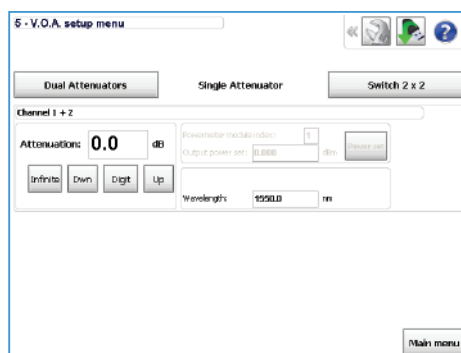 5 - V.O.A. setup menu
Dual Attenuators Single Attenuator Switch 2 x 2
Channel 1 + 2
Attenuation: 0.0 dB
Powermeter module index: 1
Output power set: 0.000 dBm Power set
Infinite Dwn Digit Up
Wavelength: 1550.0 nm
Main menu